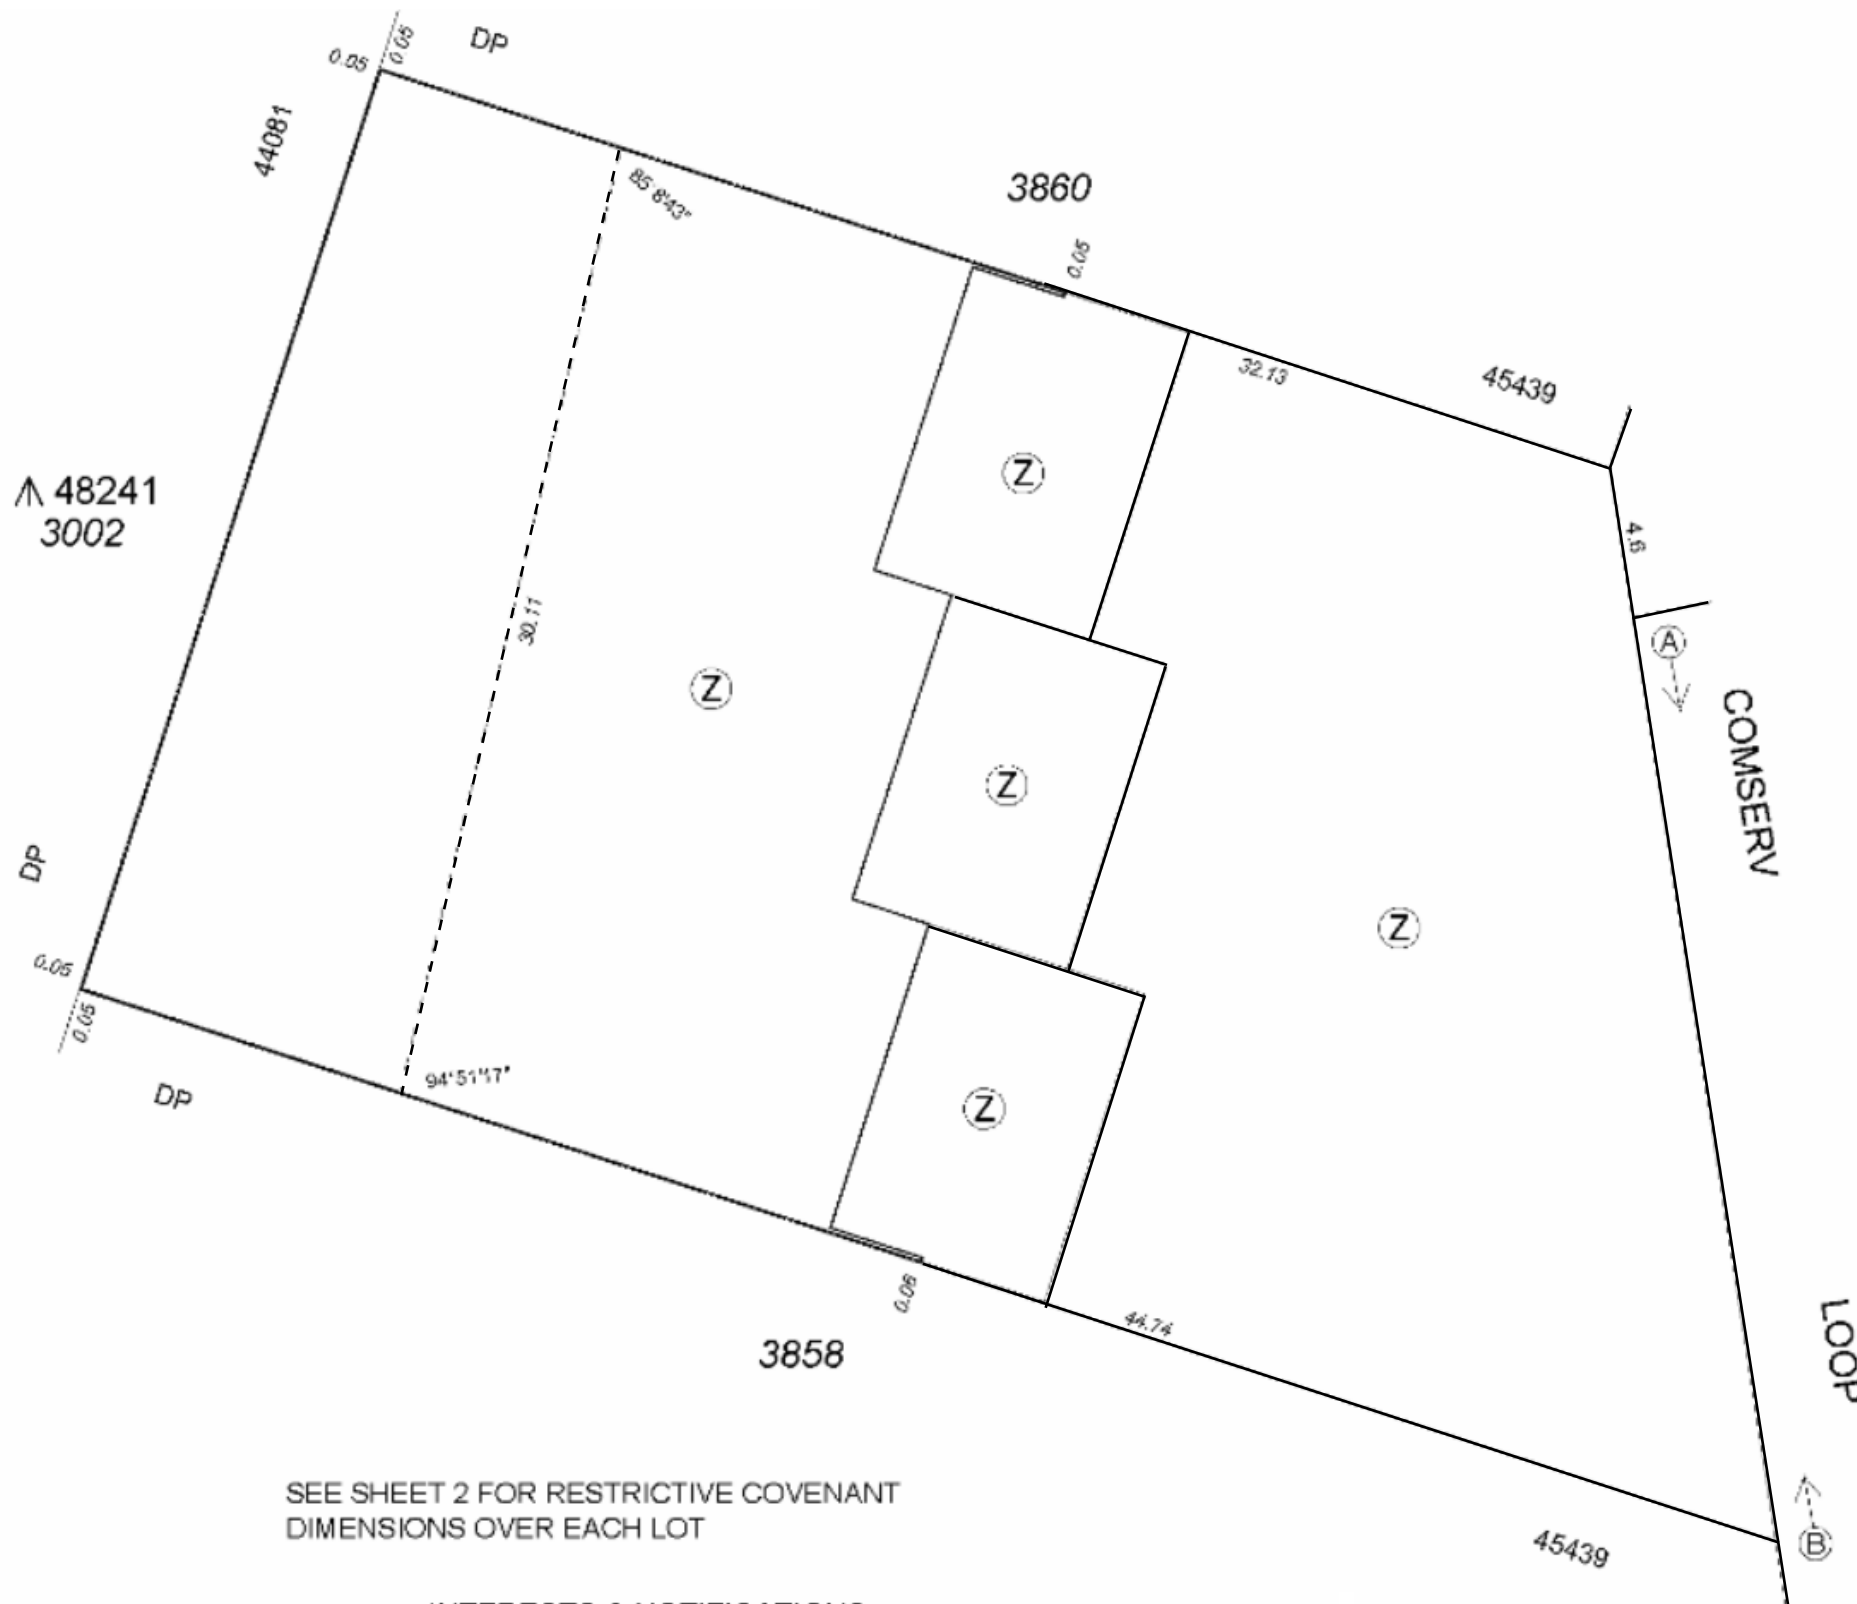 DP
0.05
0.05
44081
85°8'43"
3860
0.05
32.13
45439
48241
3002
4.6
Z
A
30.11
Z
COMSERV
Z
DP
Z
0.05
0.05
94°51'17"
DP
Z
0.06
44.74
LOOP
3858
SEE SHEET 2 FOR RESTRICTIVE COVENANT
DIMENSIONS OVER EACH LOT
45439
B